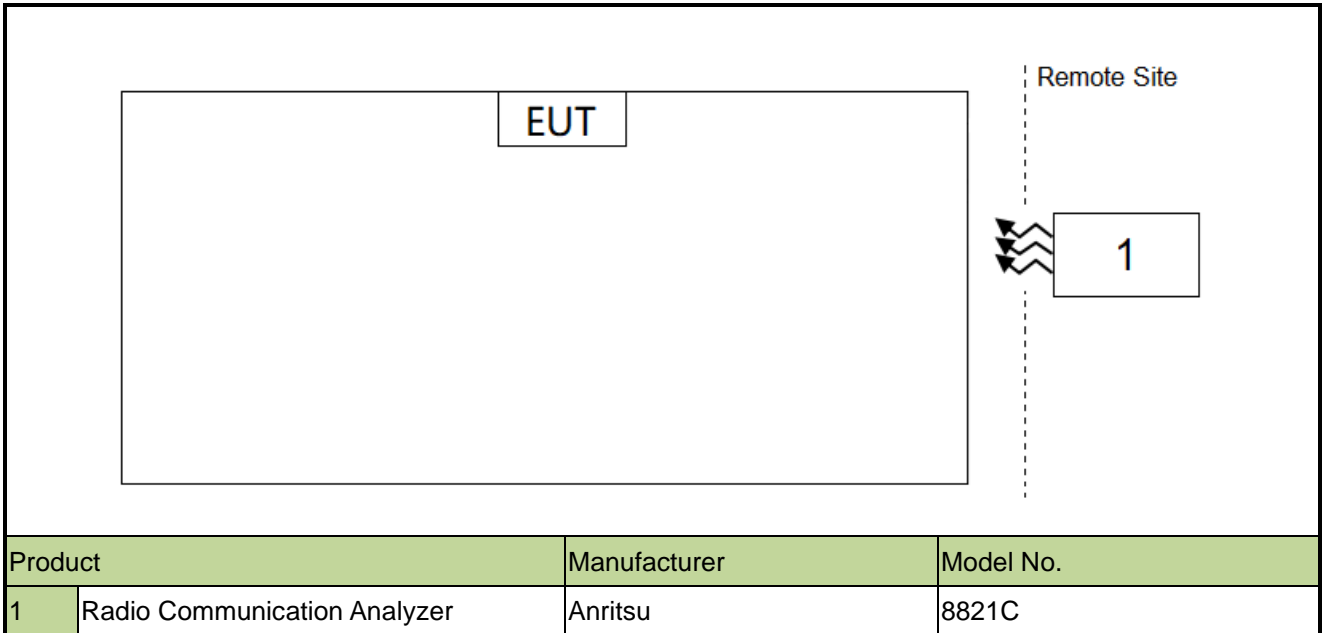 Remote Site
EUT
1
Product Manufacturer Model No.
1 Radio Communication Analyzer Anritsu 8821C